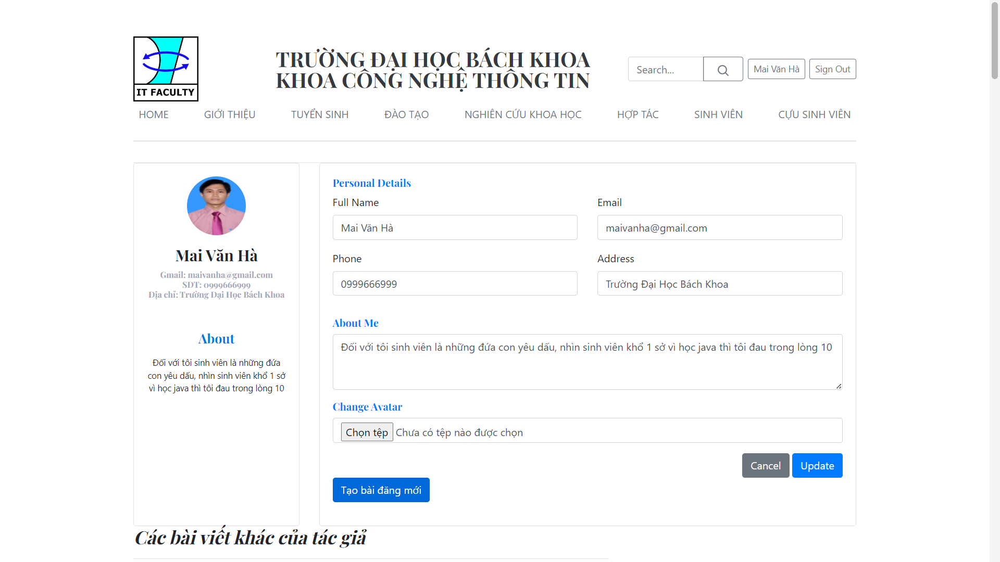 IT FACULTY
TRƯỜNG ĐẠI HỌC BÁCH KHOA
KHOA CÔNG NGHỆ THÔNG TIN
Search...
Mai Văn Hà
Sign Out
HOME GIỚI THIỆU TUYỂN SINH ĐÀO TẠO NGHIÊN CỨU KHOA HỌC HỢP TÁC SINH VIÊN CỰU SINH VIÊN
Mai Văn Hà
Gmail: maivanha@gmail.com
SDT: 0999666999
Địa chỉ: Trường Đại Học Bách Khoa
About
Đối với tôi sinh viên là những đứa
con yêu dấu, nhìn sinh viên khổ 1 sở
vì học java thì tôi đau trong lòng 10
Personal Details
Full Name
Mai Văn Hà
Email
maivanha@gmail.com
Phone
0999666999
Address
Trường Đại Học Bách Khoa
About Me
Đối với tôi sinh viên là những đứa con yêu dấu, nhìn sinh viên khổ 1 sở vì học java thì tôi đau trong lòng 10
Change Avatar
Chọn tệp Chưa có tệp nào được chọn
Cancel Update
Tạo bài đăng mới
Các bài viết khác của tác giả